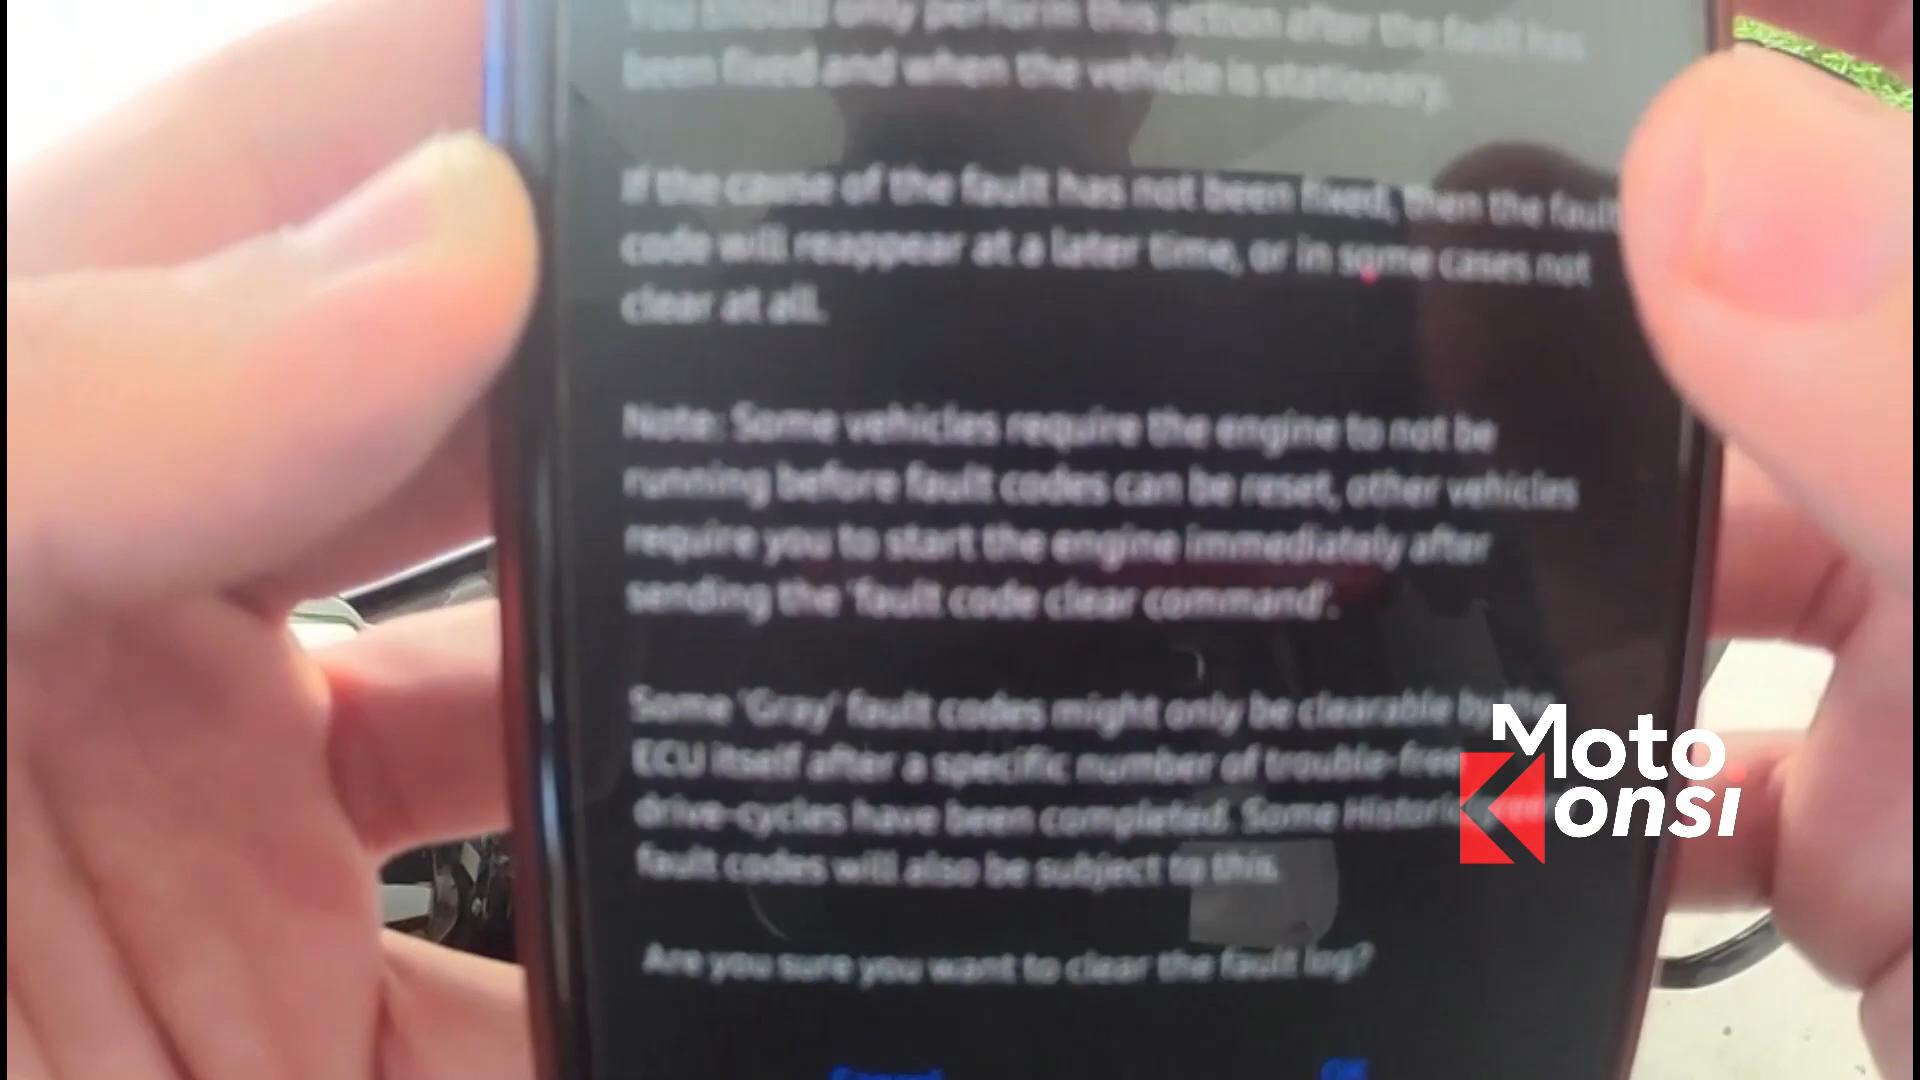 You should only perform this action after the fault has
been fixed and when the vehicle is stationary.
If the cause of the fault has not been fixed, then the fault
code will reappear at a later time, or in some cases not
clear at all.
Note: Some vehicles require the engine to not be
running before fault codes can be reset, other vehicles
require you to start the engine immediately after
sending the 'fault code clear command'.
Some 'Gray' fault codes might only be clearable by the
ECU itself after a specific number of trouble-free
drive-cycles have been completed. Some Historic
fault codes will also be subject to this.
Are you sure you want to clear the fault log?
Cancel OK
Moto
Konsi